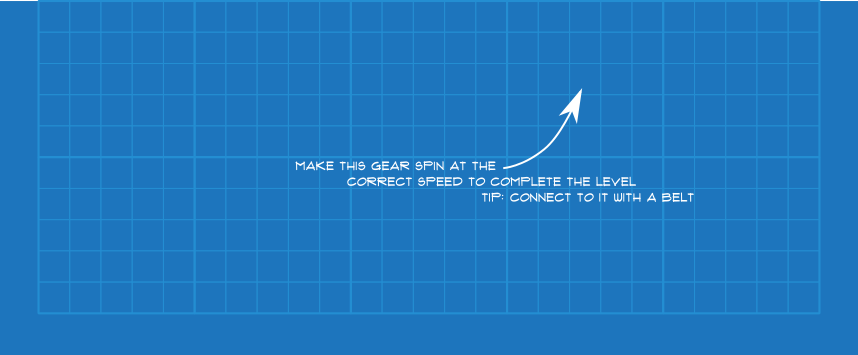 MAKE THIS GEAR SPIN AT THE
CORRECT SPEED TO COMPLETE THE LEVEL
TIP: CONNECT TO IT WITH A BELT